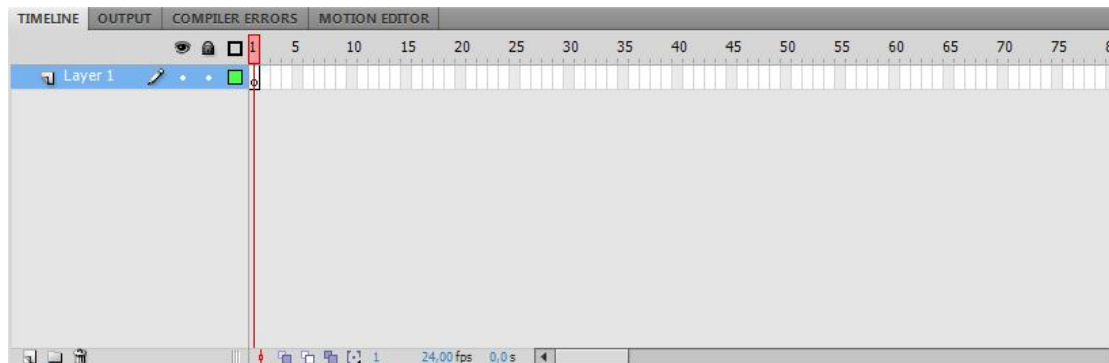 TIMELINE OUTPUT COMPILER ERRORS MOTION EDITOR
1 5 10 15 20 25 30 35 40 45 50 55 60 65 70 75
Layer 1
1 24,00 fps 0,0 s